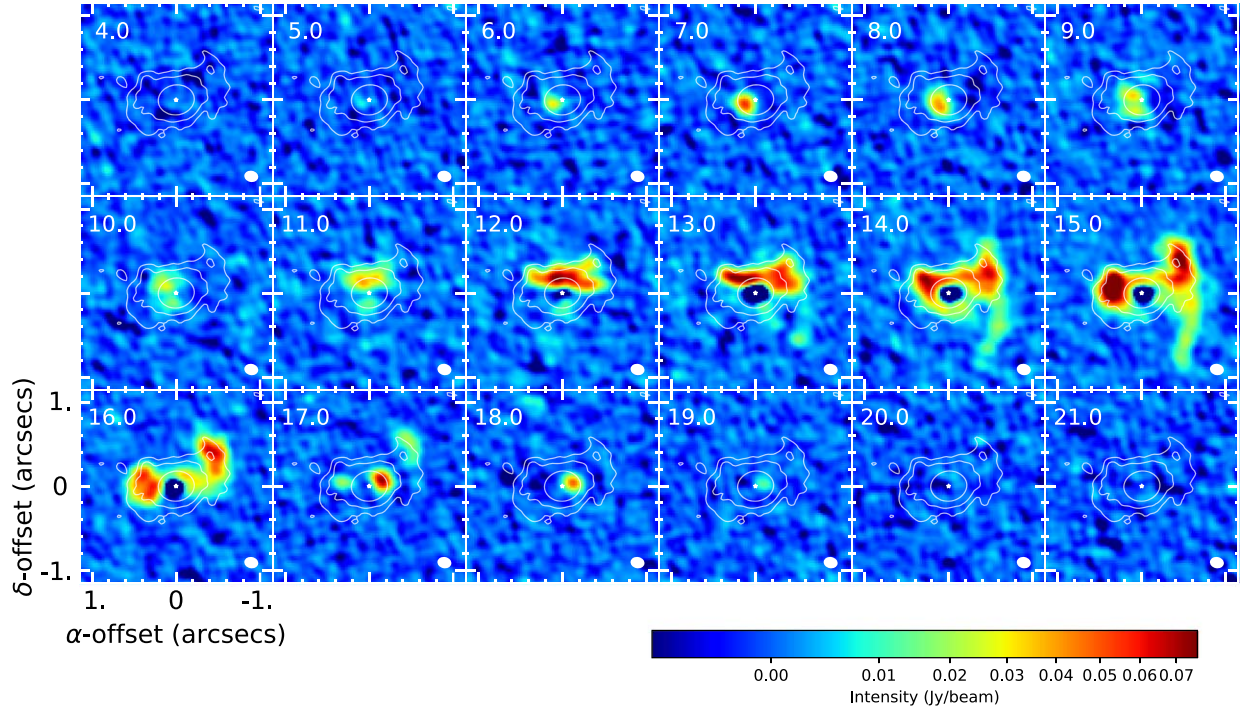 4.0 5.0 6.0 7.0 8.0 9.0
10.0 11.0 12.0 13.0 14.0 15.0
16.0 17.0 18.0 19.0 20.0 21.0
1.
0
-1.
δ-offset (arcsecs)
1. 0 -1.
α-offset (arcsecs)
0.00 0.01 0.02 0.03 0.04 0.05 0.06 0.07
Intensity (Jy/beam)